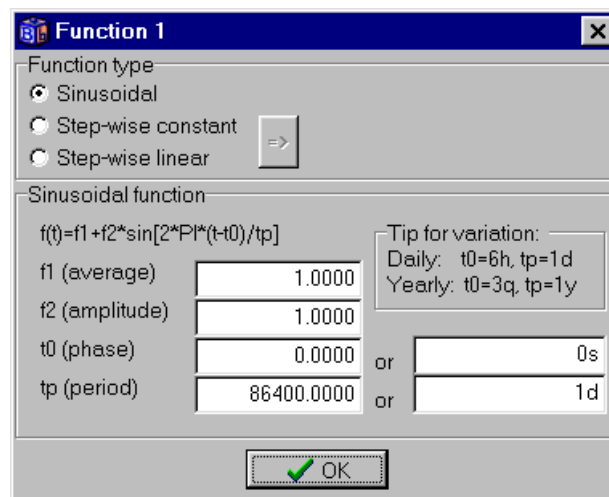 Function 1
Function type
Sinusoidal
Step-wise constant
=>
Step-wise linear
Sinusoidal function
f(t)=f1+f2*sin[2*PI*(t-t0)/tp]
Tip for variation:
Daily: t0=6h, tp=1d
Yearly: t0=3q, tp=1y
f1 (average) 1.0000
f2 (amplitude) 1.0000
t0 (phase) 0.0000 or 0s
tp (period) 86400.0000 or 1d
OK